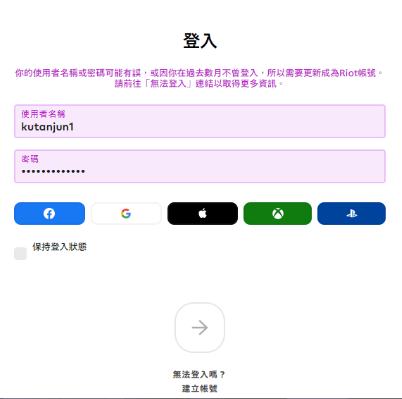 登入
你的使用者名稱或密碼可能有誤，或因你在過去數月不曾登入，所以需要更新成為Riot帳號。
請前往「無法登入」連結以取得更多資訊。
使用者名稱
kutanjun1
密碼
•••••••••••••
保持登入狀態
無法登入嗎？
建立帳號